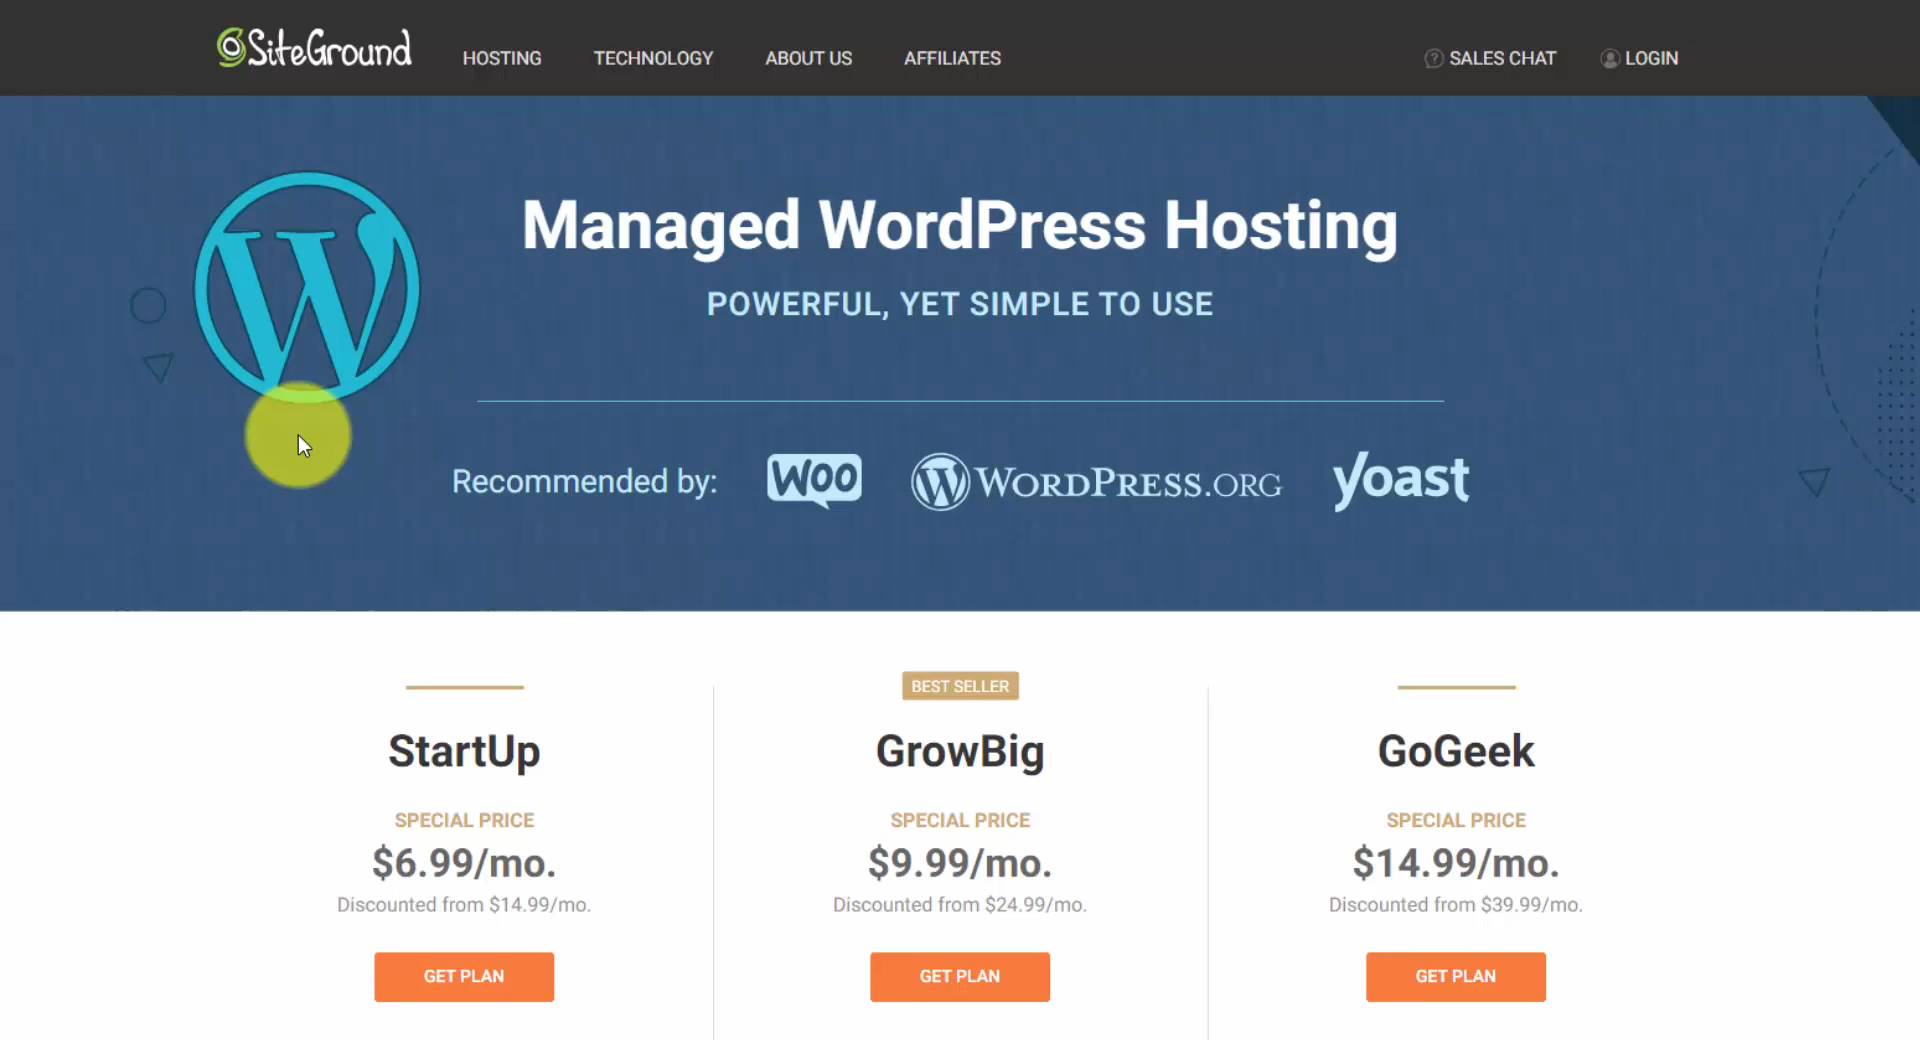 SiteGround HOSTING TECHNOLOGY ABOUT US AFFILIATES SALES CHAT LOGIN
Managed WordPress Hosting
POWERFUL, YET SIMPLE TO USE
Recommended by: WOO WORDPRESS.ORG yoast
BEST SELLER
StartUp
SPECIAL PRICE
$6.99/mo.
Discounted from $14.99/mo.
GET PLAN
GrowBig
SPECIAL PRICE
$9.99/mo.
Discounted from $24.99/mo.
GET PLAN
GoGeek
SPECIAL PRICE
$14.99/mo.
Discounted from $39.99/mo.
GET PLAN